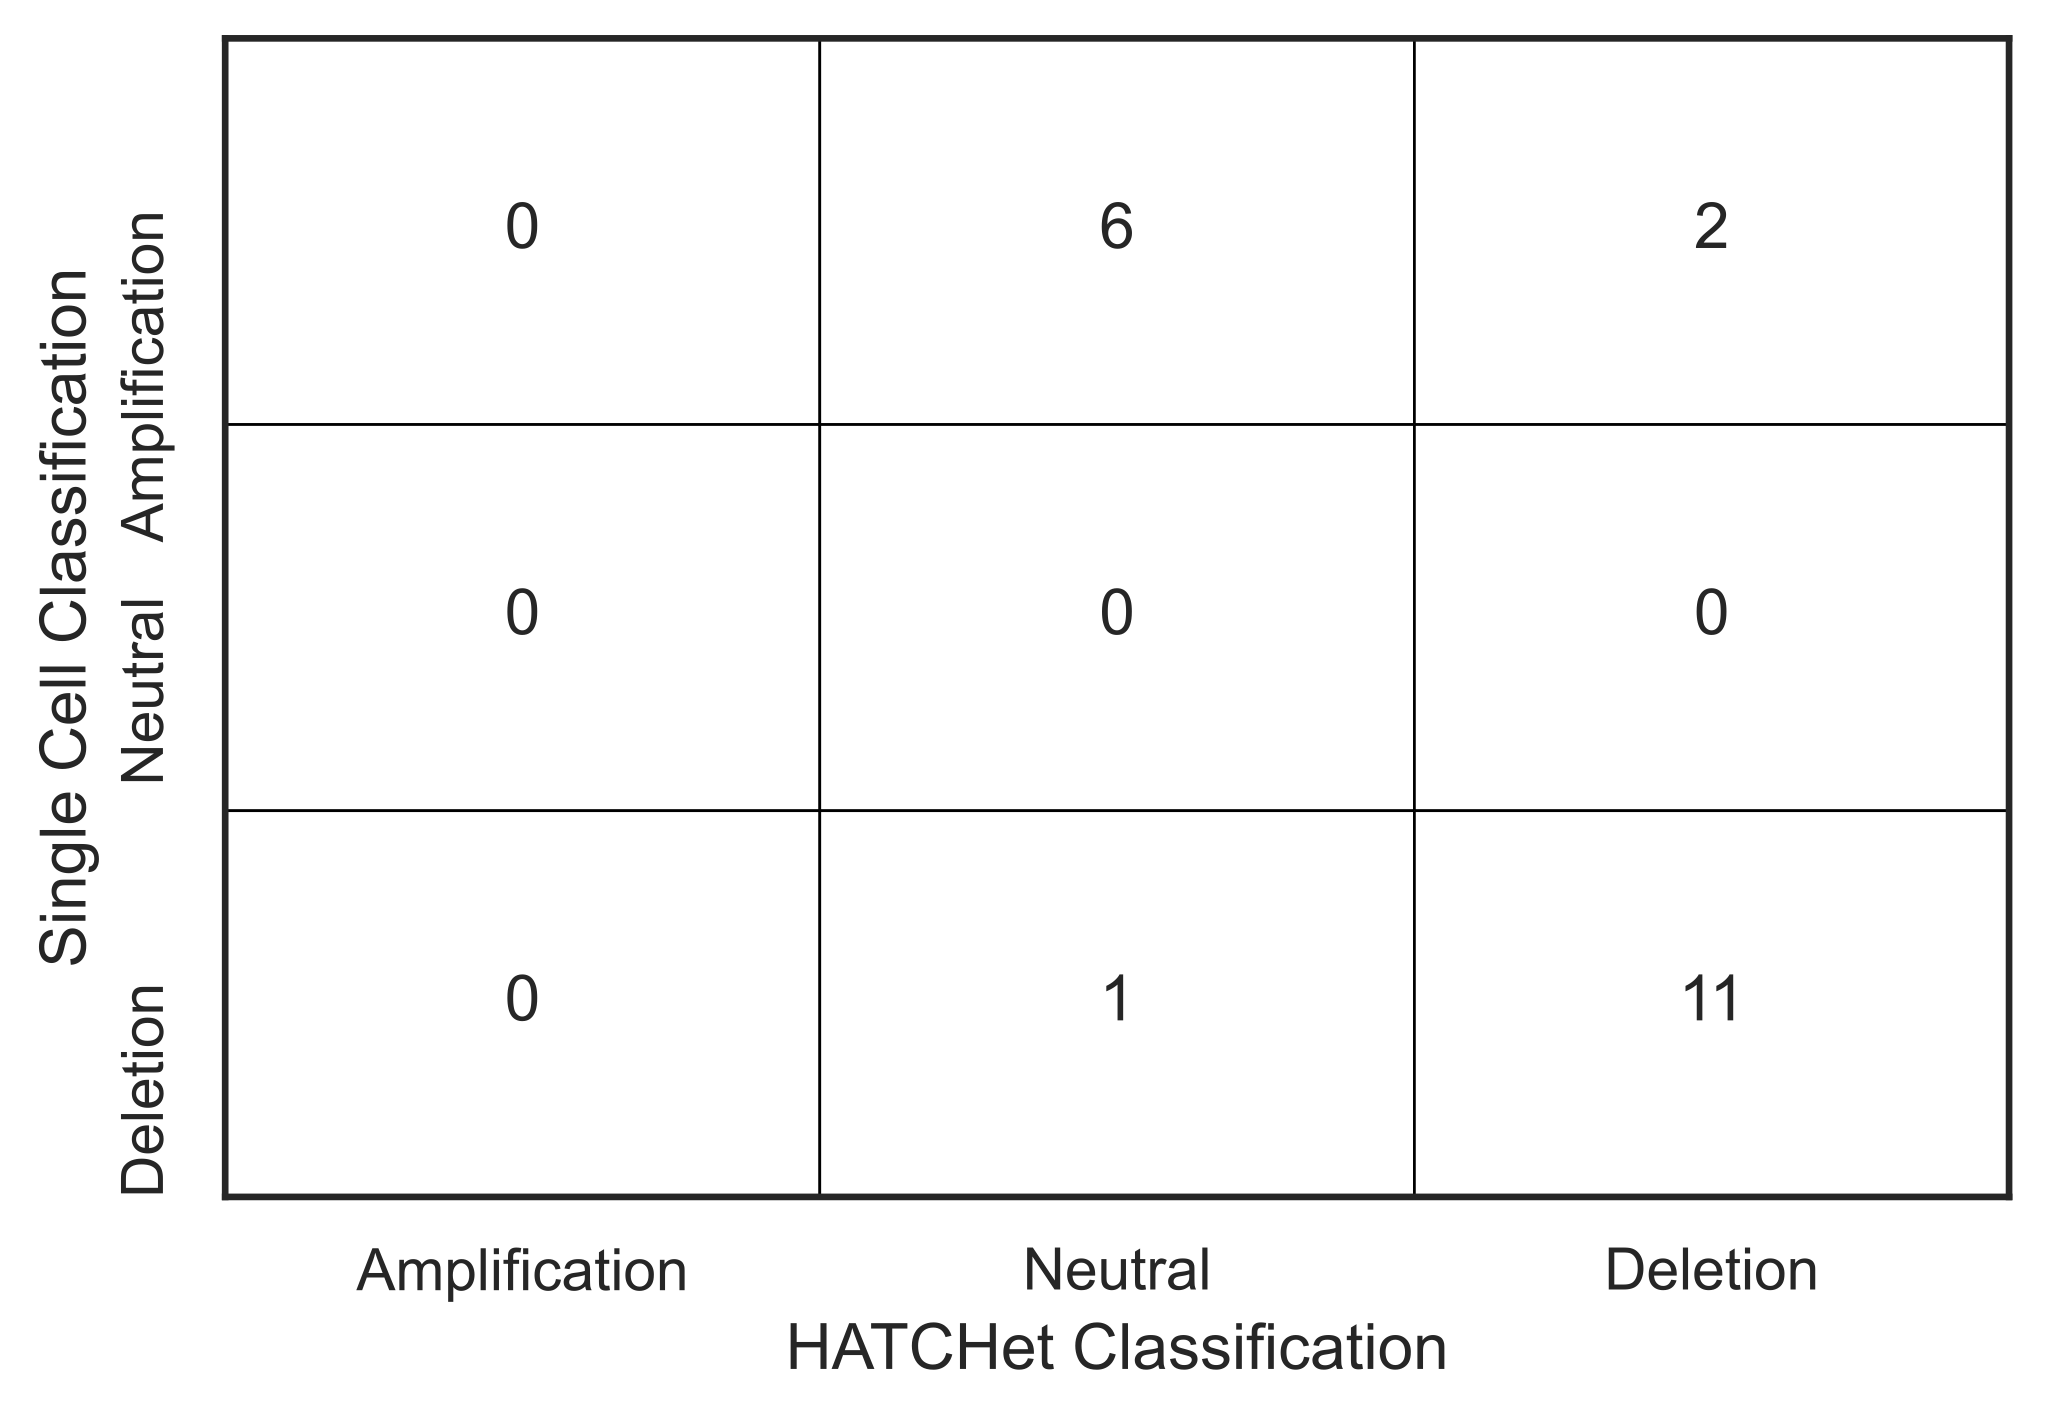 Single Cell Classification
Amplification
Neutral
Deletion
0 6 2
0 0 0
0 1 11
Amplification Neutral Deletion
HATCHet Classification